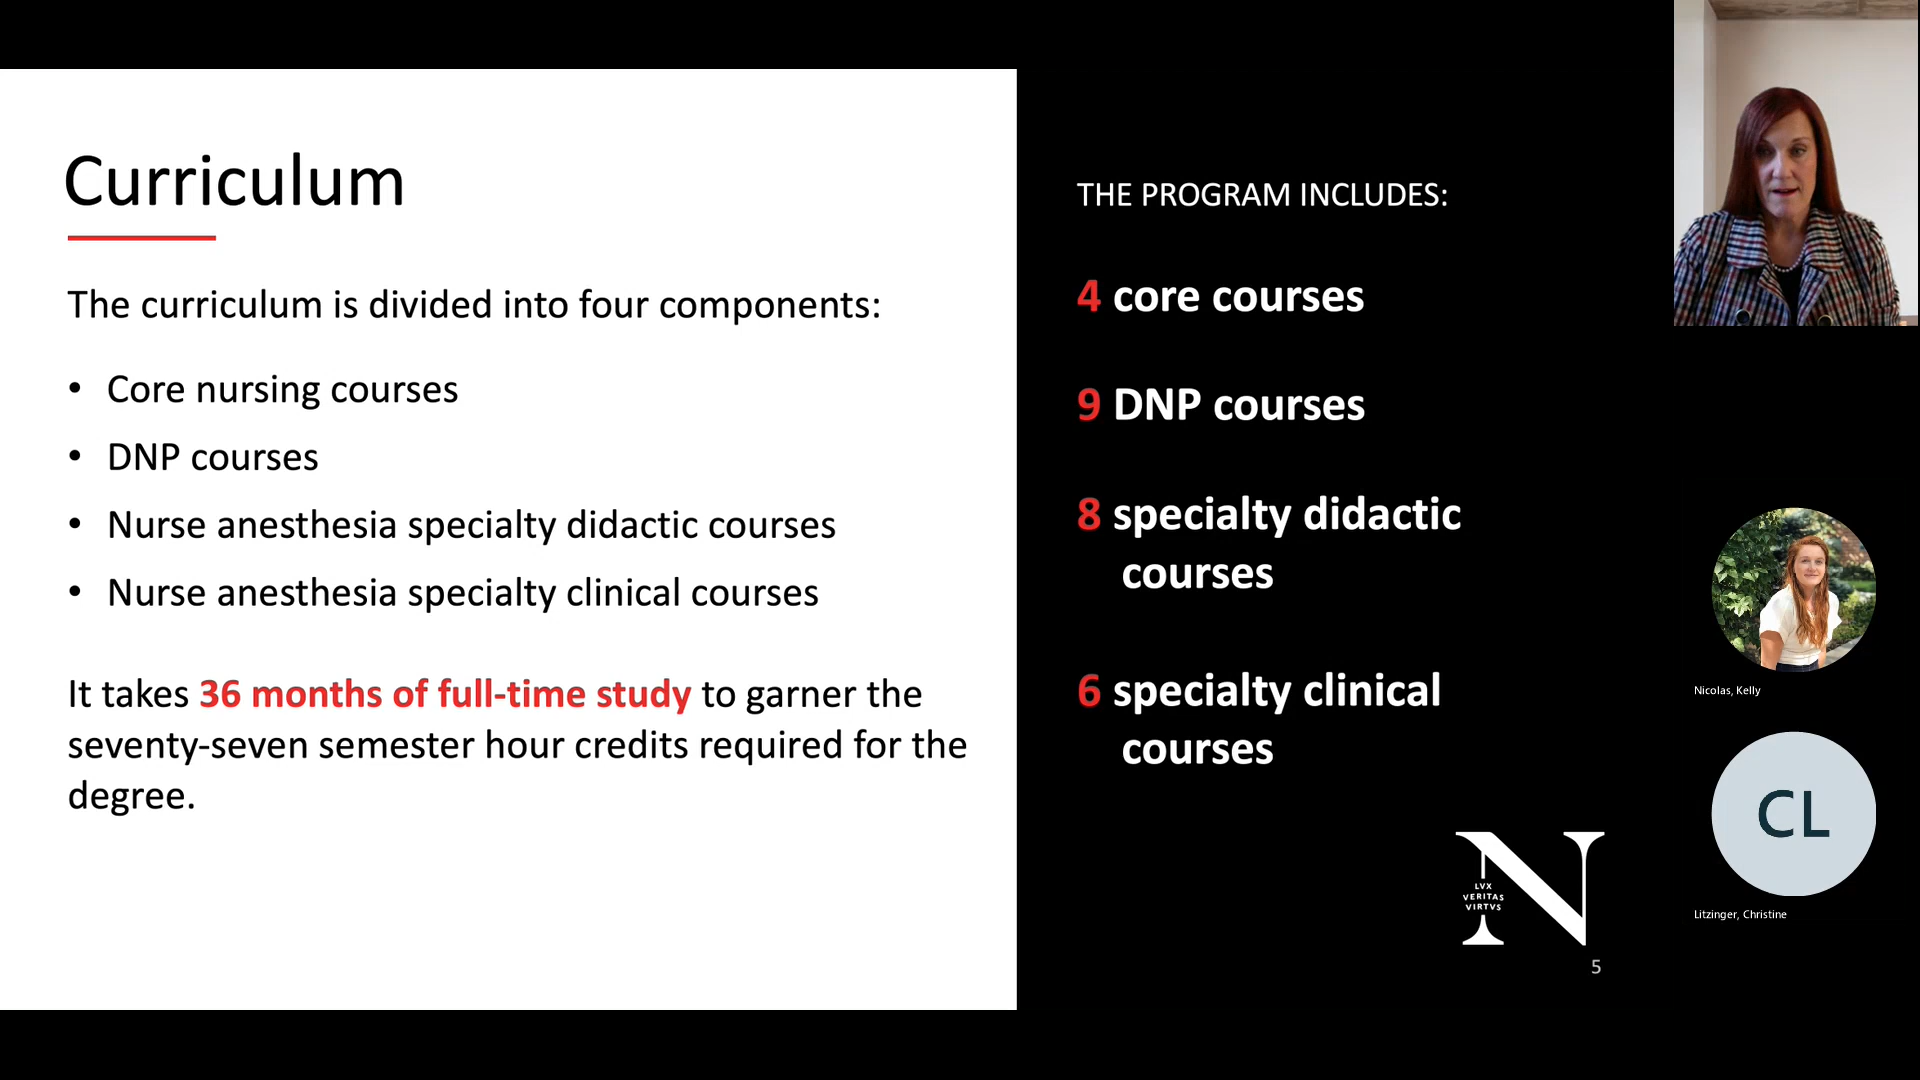 Curriculum
The curriculum is divided into four components:
• Core nursing courses
• DNP courses
• Nurse anesthesia specialty didactic courses
• Nurse anesthesia specialty clinical courses
It takes 36 months of full-time study to garner the
seventy-seven semester hour credits required for the
degree.
THE PROGRAM INCLUDES:
4 core courses
9 DNP courses
8 specialty didactic
courses
6 specialty clinical
courses
N
LVX
VERITAS
VIRTVS
5
Nicolas, Kelly
CL
Litzinger, Christine